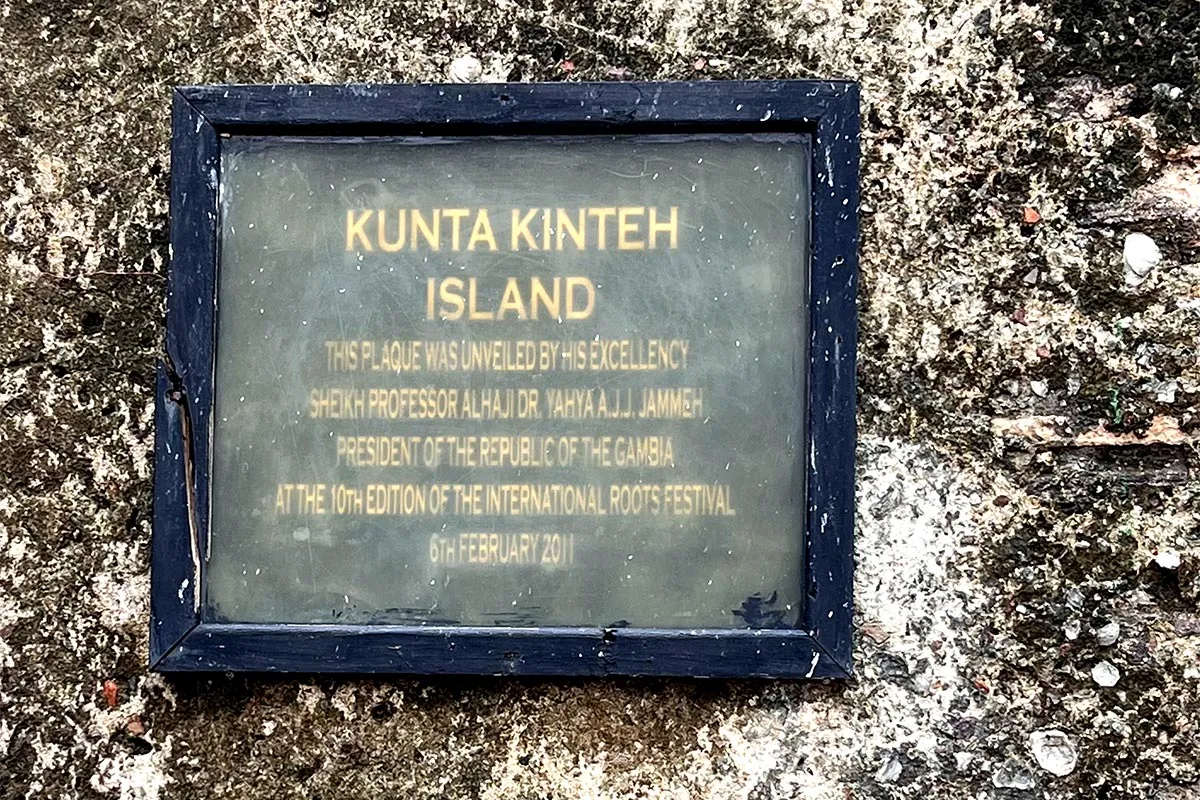 KUNTA KINTEH
ISLAND
THIS PLAQUE WAS UNVEILED BY HIS EXCELLENCY
SHEIKH PROFESSOR ALHAJI DR. YAHYA A.J.J. JAMMEH
PRESIDENT OF THE REPUBLIC OF THE GAMBIA
AT THE 10TH EDITION OF THE INTERNATIONAL ROOTS FESTIVAL
6TH FEBRUARY 2011